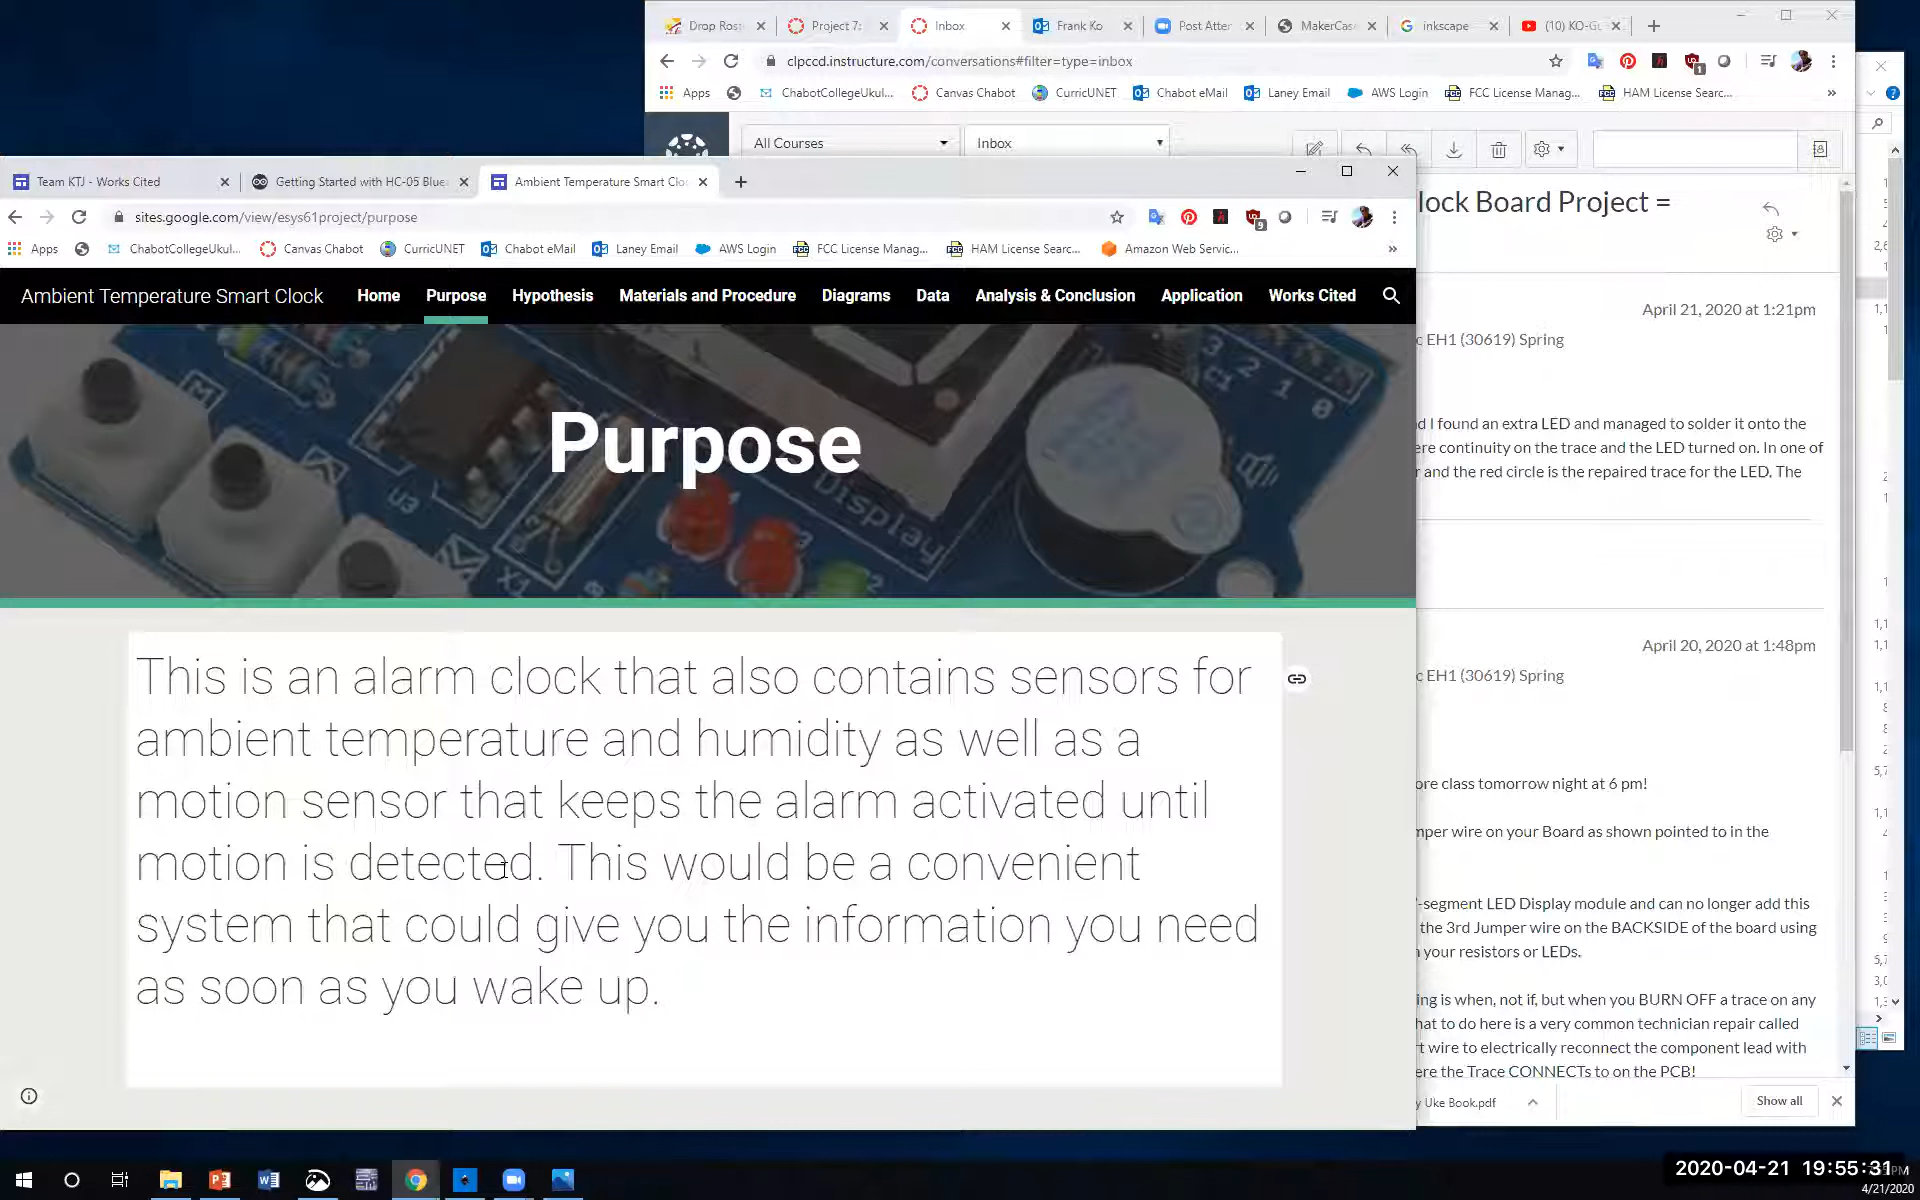 Drop Rost
Project 7:
Inbox
Frank Ko
Post Atter
MakerCase
inkscape
(10) KO-Gu
clpccd.instructure.com/conversations#filter=type=inbox
Apps
ChabotCollegeUkul...
Canvas Chabot
CurricUNET
Chabot eMail
Laney Email
AWS Login
FCC License Manag...
HAM License Searc...
»
All Courses
Inbox
Team KTJ - Works Cited
Getting Started with HC-05 Blue
Ambient Temperature Smart Clo
sites.google.com/view/esys61project/purpose
Apps
ChabotCollegeUkul...
Canvas Chabot
CurricUNET
Chabot eMail
Laney Email
AWS Login
FCC License Manag...
HAM License Searc...
Amazon Web Servic...
»
Ambient Temperature Smart Clock
Home
Purpose
Hypothesis
Materials and Procedure
Diagrams
Data
Analysis & Conclusion
Application
Works Cited
Purpose
Display
U3
X1
This is an alarm clock that also contains sensors for
ambient temperature and humidity as well as a
motion sensor that keeps the alarm activated until
motion is detected. This would be a convenient
system that could give you the information you need
as soon as you wake up.
lock Board Project =
April 21, 2020 at 1:21pm
c EH1 (30619) Spring
d I found an extra LED and managed to solder it onto the
ere continuity on the trace and the LED turned on. In one of
r and the red circle is the repaired trace for the LED. The
April 20, 2020 at 1:48pm
c EH1 (30619) Spring
ore class tomorrow night at 6 pm!
mper wire on your Board as shown pointed to in the
-segment LED Display module and can no longer add this
the 3rd Jumper wire on the BACKSIDE of the board using
your resistors or LEDs.
ing is when, not if, but when you BURN OFF a trace on any
hat to do here is a very common technician repair called
rt wire to electrically reconnect the component lead with
ere the Trace CONNECTs to on the PCB!
y Uke Book.pdf
Show all
2020-04-21 19:55:31
4/21/2020